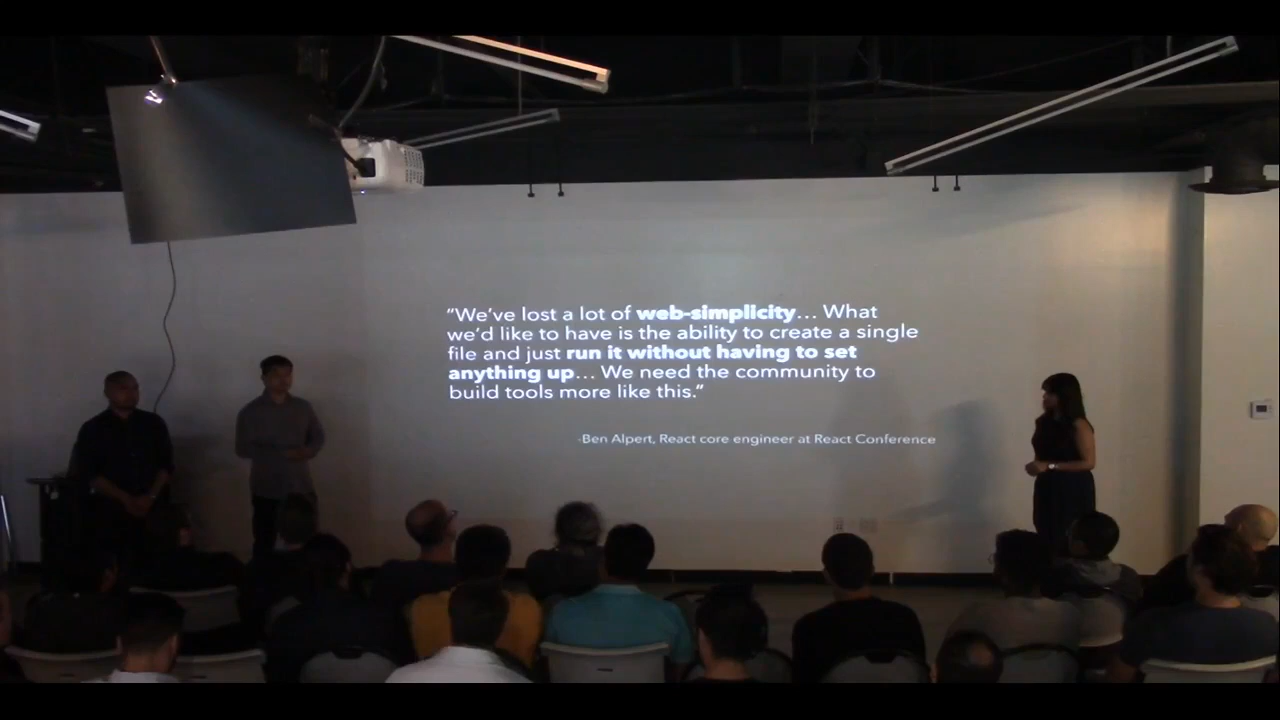 “We’ve lost a lot of web-simplicity… What
we’d like to have is the ability to create a single
file and just run it without having to set
anything up… We need the community to
build tools more like this.”
-Ben Alpert, React core engineer at React Conference